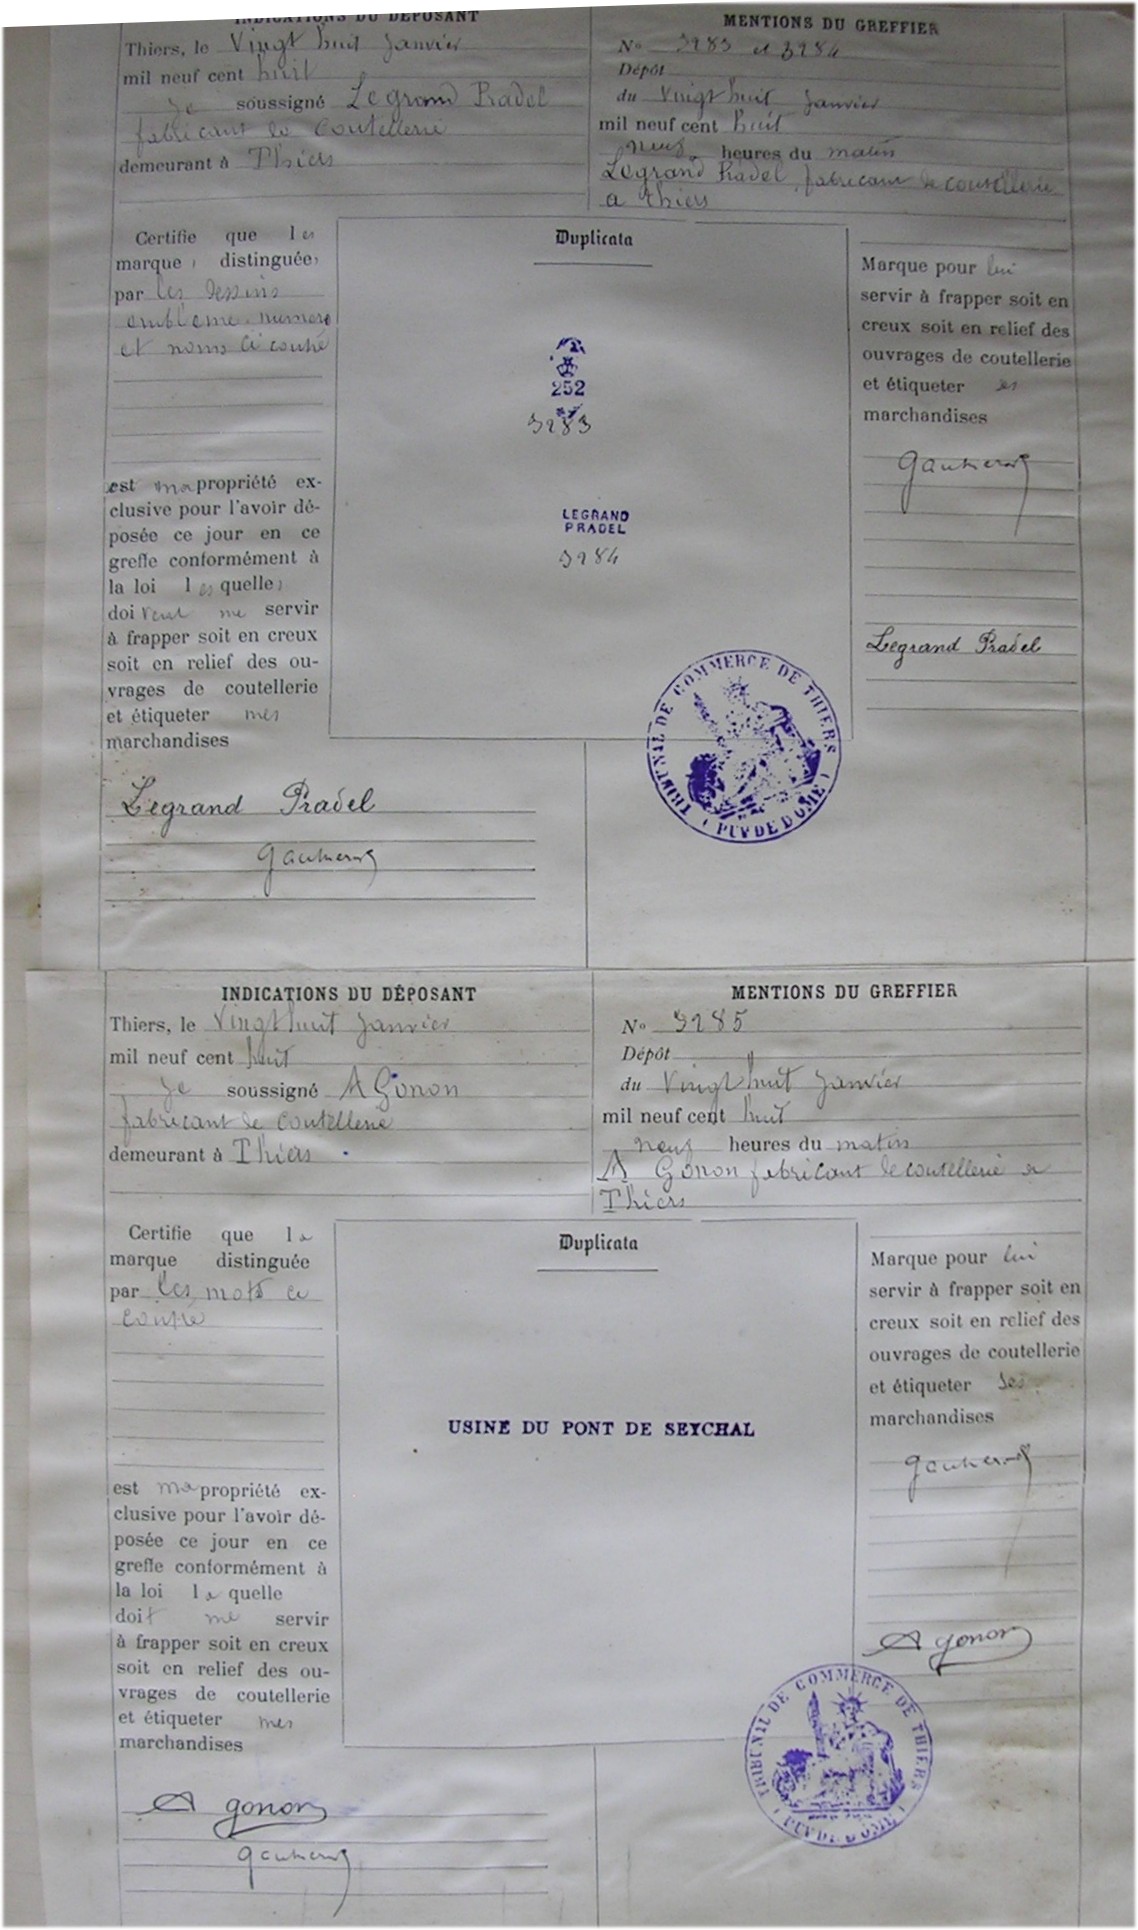 INDICATIONS DU DÉPOSANT
Thiers, le Vingt huit Janvier
mil neuf cent huit
Je soussigné Legrand Pradel
fabricant de coutellerie
demeurant à Thiers
MENTIONS DU GREFFIER
No 3283 et 3284
Dépôt
du Vingt huit Janvier
mil neuf cent huit
neuf heures du matin
Legrand Pradel, fabricant de coutellerie
a Thiers
Certifie que les
marques distinguées
par les dessins
emblême numero
et noms ci contre
est ma propriété ex-
clusive pour l'avoir dé-
posée ce jour en ce
greffe conformément à
la loi lesquelles
doivent me servir
à frapper soit en creux
soit en relief des ou-
vrages de coutellerie
et étiqueter mes
marchandises
Legrand Pradel
Gautier
Duplicata
252
3283
LEGRAND
PRADEL
3284
Marque pour lui
servir à frapper soit en
creux soit en relief des
ouvrages de coutellerie
et étiqueter ses
marchandises
Legrand Pradel
TRIBUNAL DE COMMERCE DE THIERS
(PUY DE DOME)
INDICATIONS DU DÉPOSANT
Thiers, le Vingt huit Janvier
mil neuf cent huit
Je soussigné A Gonon
fabricant de coutellerie
demeurant à Thiers
MENTIONS DU GREFFIER
No 3285
Dépôt
du Vingt huit Janvier
mil neuf cent huit
neuf heures du matin
A Gonon fabricant de coutellerie a
Thiers
Certifie que la
marque distinguée
par les mots ci
contre
est ma propriété ex-
clusive pour l'avoir dé-
posée ce jour en ce
greffe conformément à
la loi laquelle
doit me servir
à frapper soit en creux
soit en relief des ou-
vrages de coutellerie
et étiqueter mes
marchandises
A Gonon
Duplicata
USINE DU PONT DE SEYCHAL
Marque pour lui
servir à frapper soit en
creux soit en relief des
ouvrages de coutellerie
et étiqueter ses
marchandises
A Gonon
TRIBUNAL DE COMMERCE DE THIERS
(PUY DE DOME)